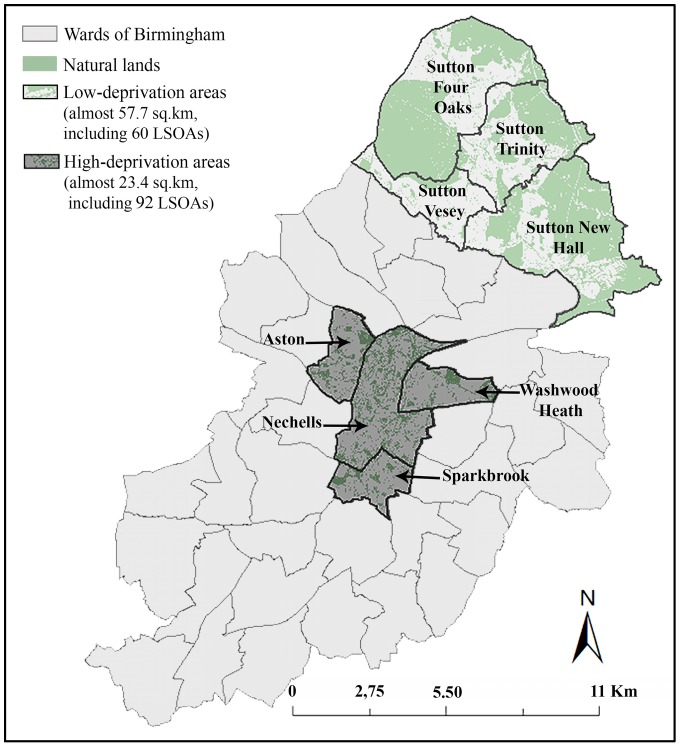 Wards of Birmingham
Natural lands
Low-deprivation areas
(almost 57.7 sq.km,
including 60 LSOAs)
High-deprivation areas
(almost 23.4 sq.km,
including 92 LSOAs)
Sutton
Four
Oaks
Sutton
Trinity
Sutton
Vesey
Sutton New
Hall
Aston
Washwood
Heath
Nechells
Sparkbrook
N
0 2,75 5.50 11 Km